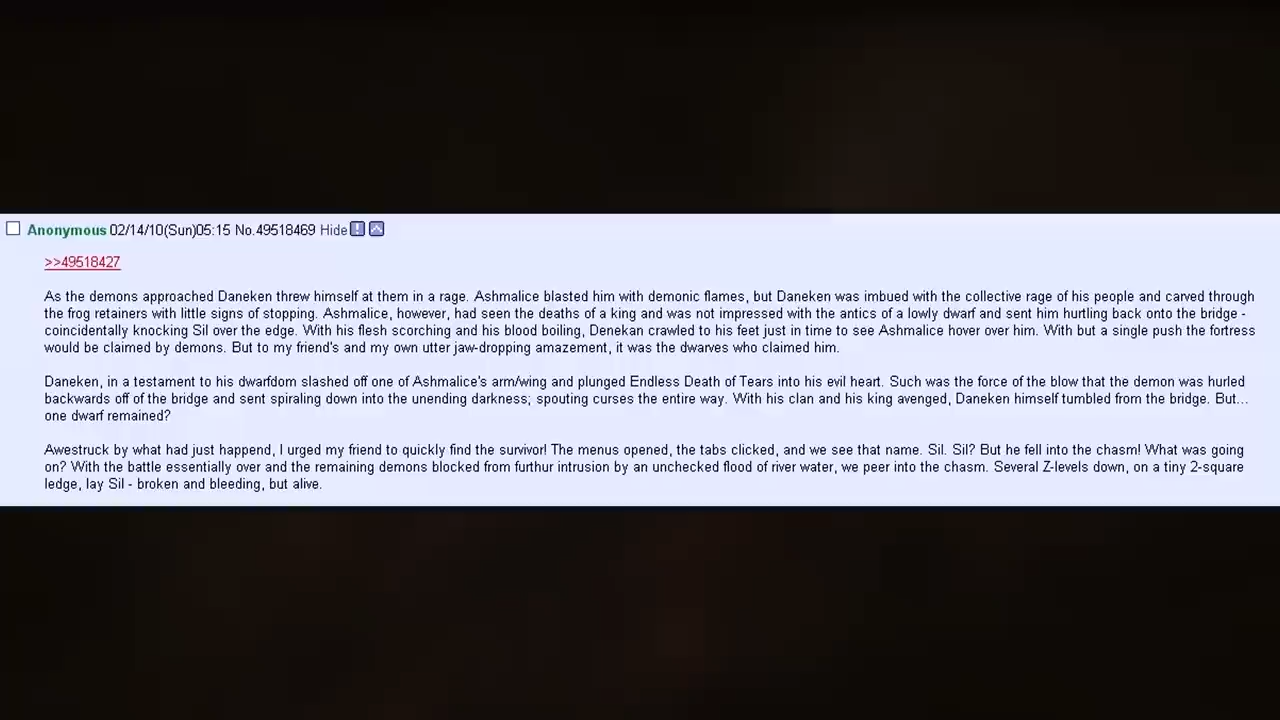 Anonymous 02/14/10(Sun)05:15 No.49518469 Hide
>>49518427
As the demons approached Daneken threw himself at them in a rage. Ashmalice blasted him with demonic flames, but Daneken was imbued with the collective rage of his people and carved through
the frog retainers with little signs of stopping. Ashmalice, however, had seen the deaths of a king and was not impressed with the antics of a lowly dwarf and sent him hurtling back onto the bridge -
coincidentally knocking Sil over the edge. With his flesh scorching and his blood boiling, Denekan crawled to his feet just in time to see Ashmalice hover over him. With but a single push the fortress
would be claimed by demons. But to my friend's and my own utter jaw-dropping amazement, it was the dwarves who claimed him.
Daneken, in a testament to his dwarfdom slashed off one of Ashmalice's arm/wing and plunged Endless Death of Tears into his evil heart. Such was the force of the blow that the demon was hurled
backwards off of the bridge and sent spiraling down into the unending darkness; spouting curses the entire way. With his clan and his king avenged, Daneken himself tumbled from the bridge. But...
one dwarf remained?
Awestruck by what had just happend, I urged my friend to quickly find the survivor! The menus opened, the tabs clicked, and we see that name. Sil. Sil? But he fell into the chasm! What was going
on? With the battle essentially over and the remaining demons blocked from furthur intrusion by an unchecked flood of river water, we peer into the chasm. Several Z-levels down, on a tiny 2-square
ledge, lay Sil - broken and bleeding, but alive.